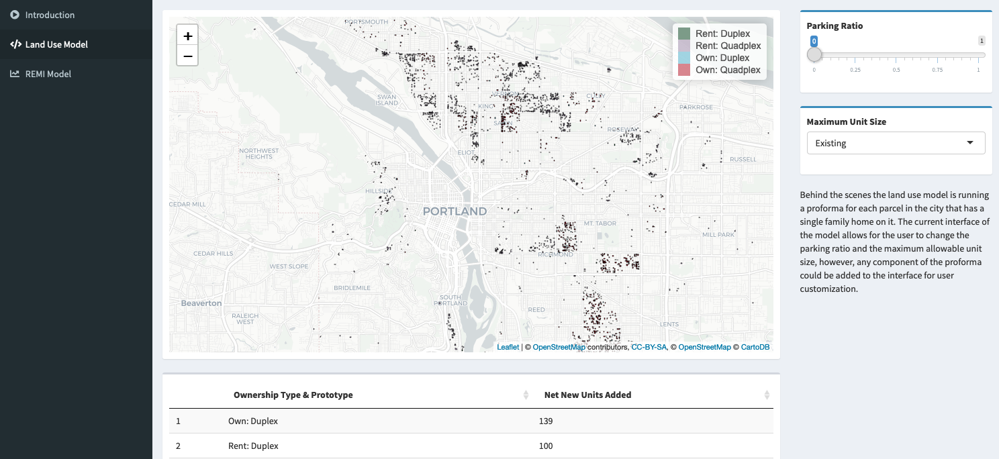 Introduction
Land Use Model
REMI Model
+
−
PORTSMOUTH
SWAN
ISLAND
VERNON
KING
CULLY
SABIN
PARKROSE
ROSEWAY
NORTHWEST
HEIGHTS
ELIOT
RUSSELL
HILLSIDE
CEDAR MILL
PORTLAND
MT. TABOR
MILL PARK
CEDAR HILLS
RICHMOND
WEST SLOPE
BRIDLEMILE
Beaverton
SOUTH
PORTLAND
RALEIGH
WEST
REED
LENTS
Rent: Duplex
Rent: Quadplex
Own: Duplex
Own: Quadplex
Leaflet | © OpenStreetMap contributors, CC-BY-SA, © OpenStreetMap © CartoDB
Ownership Type & Prototype Net New Units Added
1 Own: Duplex 139
2 Rent: Duplex 100
Parking Ratio
0 1
0 0.25 0.5 0.75 1
Maximum Unit Size
Existing
Behind the scenes the land use model is running
a proforma for each parcel in the city that has a
single family home on it. The current interface of
the model allows for the user to change the
parking ratio and the maximum allowable unit
size, however, any component of the proforma
could be added to the interface for user
customization.